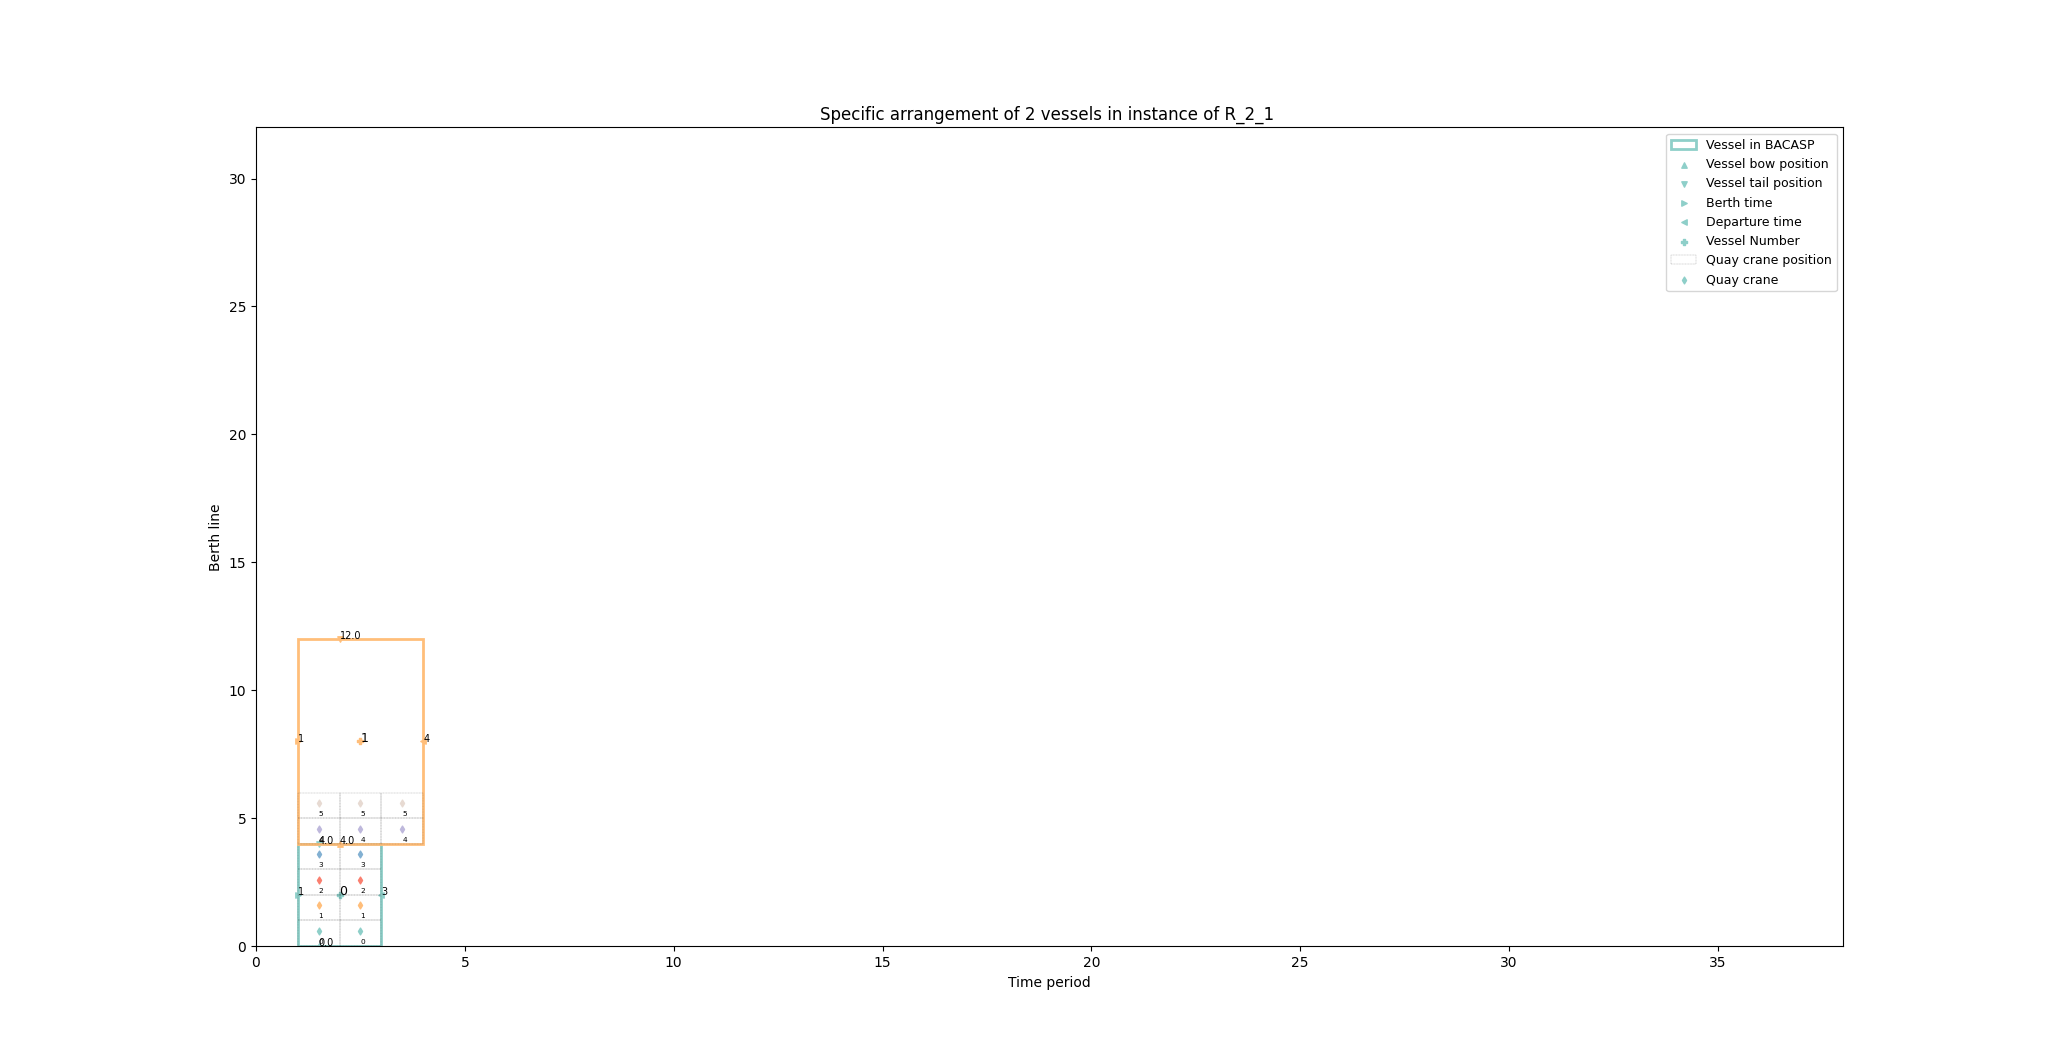 Specific arrangement of 2 vessels in instance of R_2_1
Vessel in BACASP
Vessel bow position
Vessel tail position
Berth time
Departure time
Vessel Number
Quay crane position
Quay crane
30
25
20
15
10
5
0
Berth line
12.0
1 1 4
5 5 5
4 4
4.0 4.0
3 3
1 0 3
2 2
1 1
0.0 0
0 5 10 15 20 25 30 35
Time period